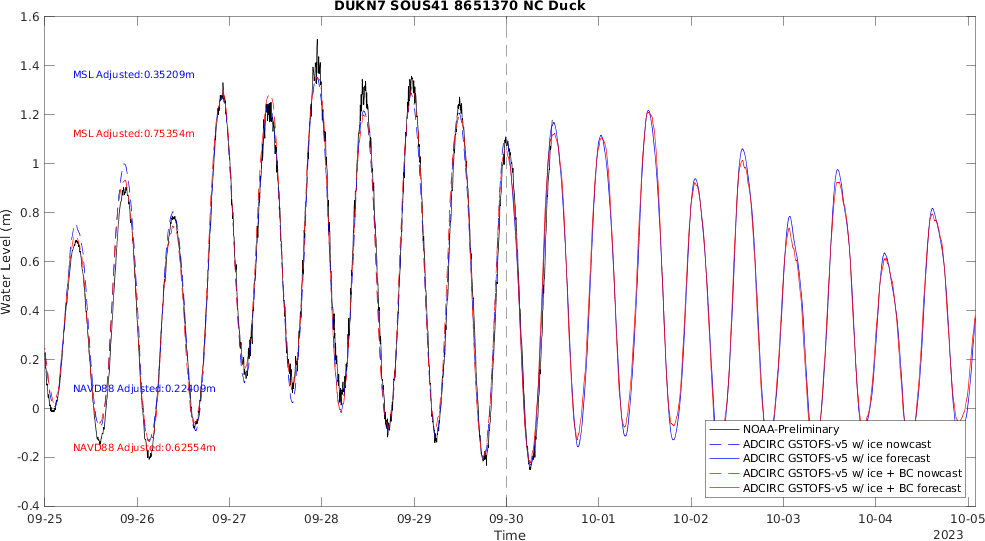 DUKN7 SOUS41 8651370 NC Duck
1.6
1.4
1.2
1
0.8
0.6
0.4
0.2
0
-0.2
-0.4
Water Level (m)
MSL Adjusted:0.35209m
MSL Adjusted:0.75354m
NAVD88 Adjusted:0.22409m
NAVD88 Adjusted:0.62554m
NOAA-Preliminary
ADCIRC GSTOFS-v5 w/ ice nowcast
ADCIRC GSTOFS-v5 w/ ice forecast
ADCIRC GSTOFS-v5 w/ ice + BC nowcast
ADCIRC GSTOFS-v5 w/ ice + BC forecast
09-25 09-26 09-27 09-28 09-29 09-30 10-01 10-02 10-03 10-04 10-05
Time
2023